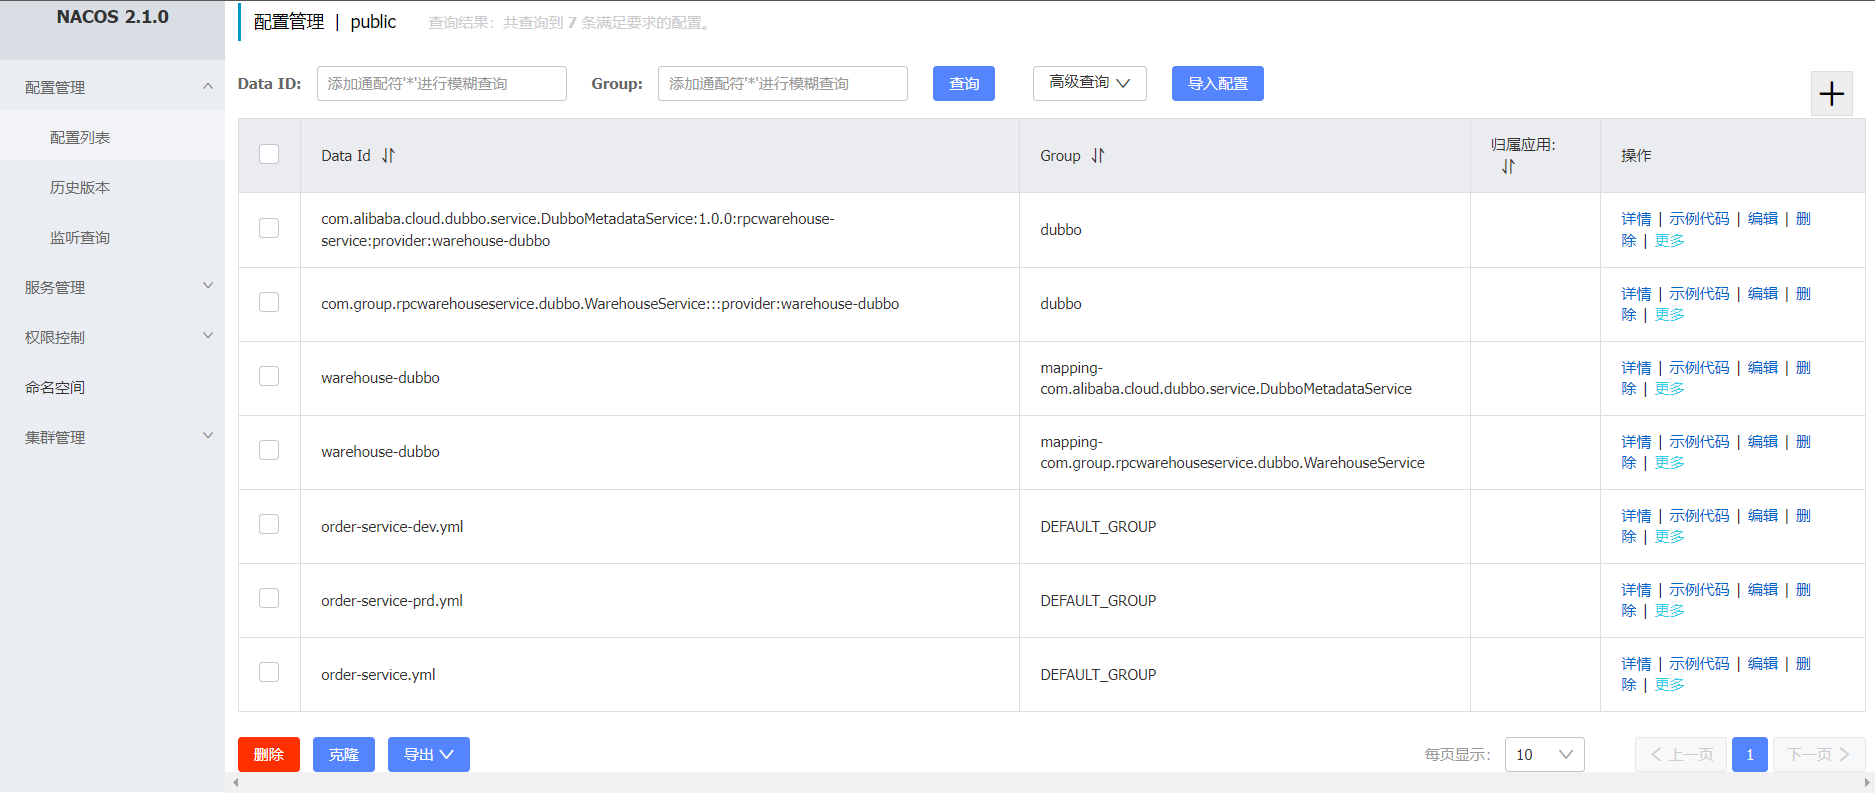 NACOS 2.1.0
配置管理
配置列表
历史版本
监听查询
服务管理
权限控制
命名空间
集群管理
配置管理 | public 查询结果：共查询到 7 条满足要求的配置。
Data ID: 添加通配符'*'进行模糊查询 Group: 添加通配符'*'进行模糊查询 查询 高级查询 导入配置
Data Id Group 归属应用: 操作
com.alibaba.cloud.dubbo.service.DubboMetadataService:1.0.0:rpcwarehouse-
service:provider:warehouse-dubbo
dubbo
详情 | 示例代码 | 编辑 | 删
除 | 更多
com.group.rpcwarehouseservice.dubbo.WarehouseService:::provider:warehouse-dubbo
dubbo
详情 | 示例代码 | 编辑 | 删
除 | 更多
warehouse-dubbo
mapping-
com.alibaba.cloud.dubbo.service.DubboMetadataService
详情 | 示例代码 | 编辑 | 删
除 | 更多
warehouse-dubbo
mapping-
com.group.rpcwarehouseservice.dubbo.WarehouseService
详情 | 示例代码 | 编辑 | 删
除 | 更多
order-service-dev.yml
DEFAULT_GROUP
详情 | 示例代码 | 编辑 | 删
除 | 更多
order-service-prd.yml
DEFAULT_GROUP
详情 | 示例代码 | 编辑 | 删
除 | 更多
order-service.yml
DEFAULT_GROUP
详情 | 示例代码 | 编辑 | 删
除 | 更多
删除 克隆 导出 每页显示: 10 上一页 1 下一页